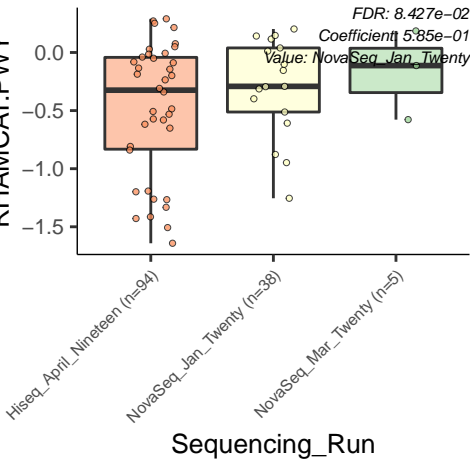 FDR: 8.427e-02
Coefficient: 5.85e-01
Value: NovaSeq_Jan_Twenty
0.0
−0.5
−1.0
−1.5
Hiseq_April_Nineteen (n=94)
NovaSeq_Jan_Twenty (n=38)
NovaSeq_Mar_Twenty (n=5)
Sequencing_Run